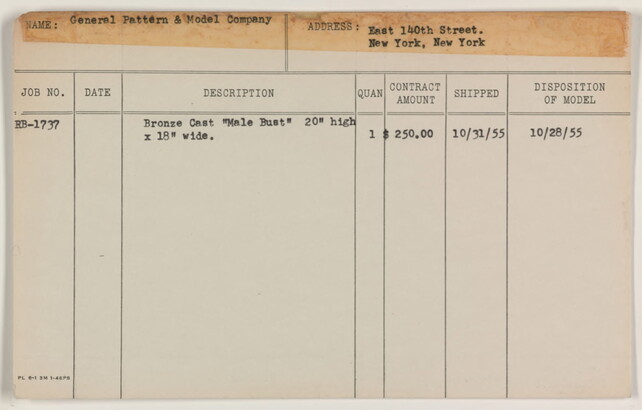 NAME: General Pattern & Model Company ADDRESS: East 140th Street.
New York, New York
JOB NO. DATE DESCRIPTION QUAN CONTRACT AMOUNT SHIPPED DISPOSITION OF MODEL
RB-1737 Bronze Cast "Male Bust" 20" high
x 18" wide. 1 $ 250.00 10/31/55 10/28/55